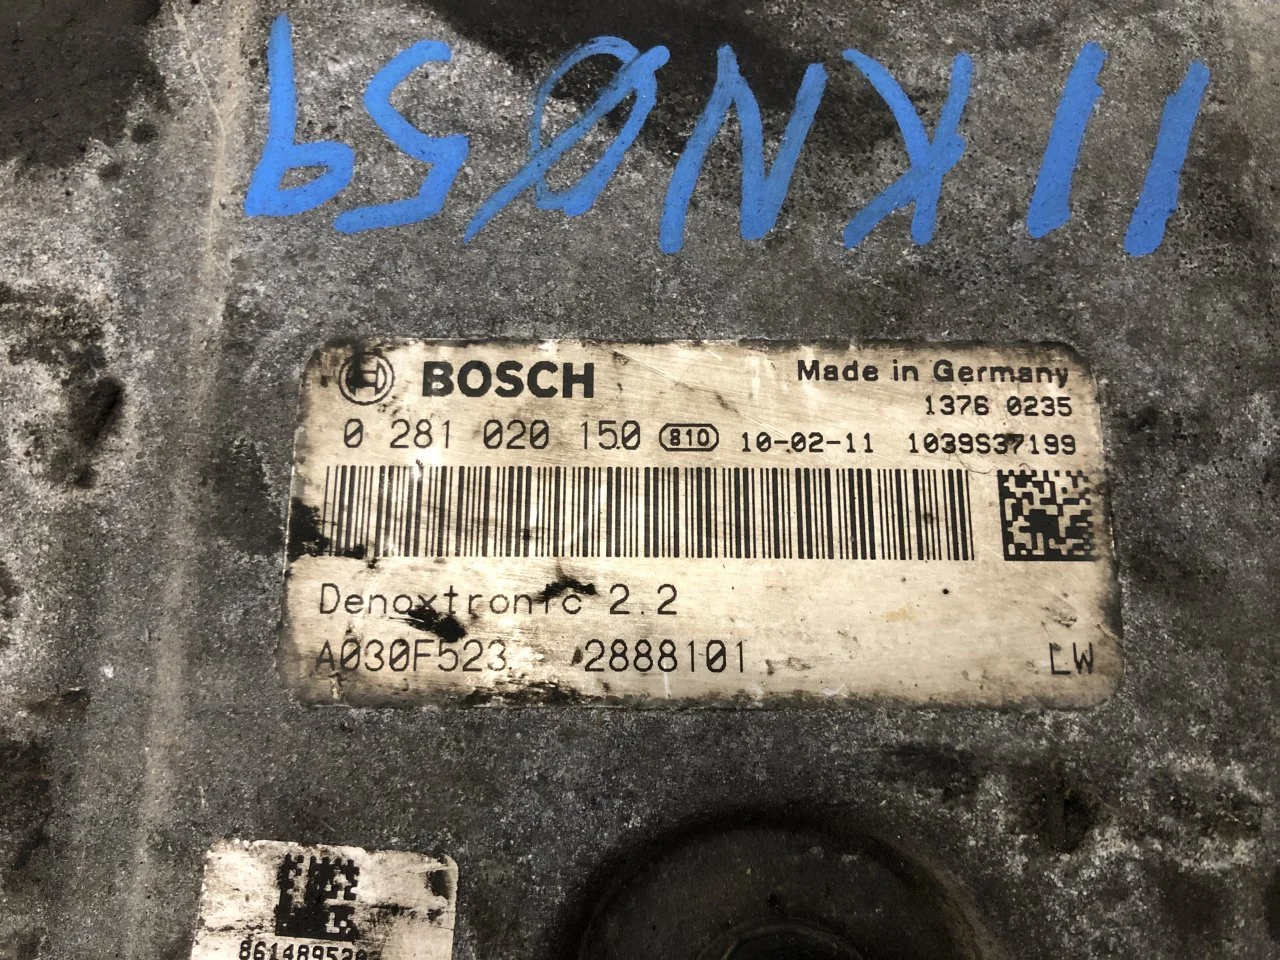 11KNØ59
BOSCH
Made in Germany
1376 0235
0 281 020 150 810 10-02-11 1039S37199
Denoxtronic 2.2
A030F523 2888101 LW